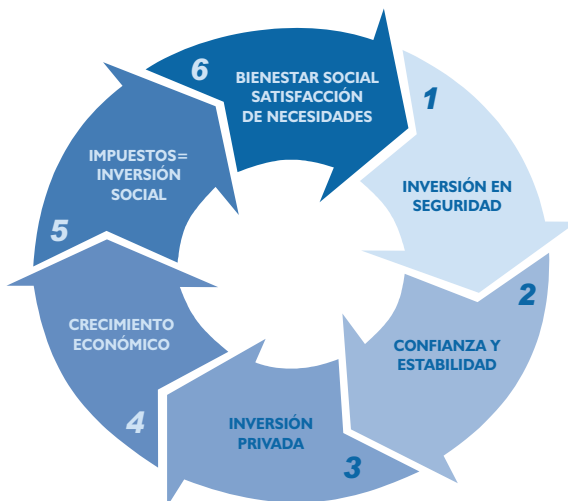 1
INVERSIÓN EN
SEGURIDAD
2
CONFIANZA Y
ESTABILIDAD
3
INVERSIÓN
PRIVADA
4
CRECIMIENTO
ECONÓMICO
5
IMPUESTOS=
INVERSIÓN
SOCIAL
6
BIENESTAR SOCIAL
SATISFACCIÓN
DE NECESIDADES